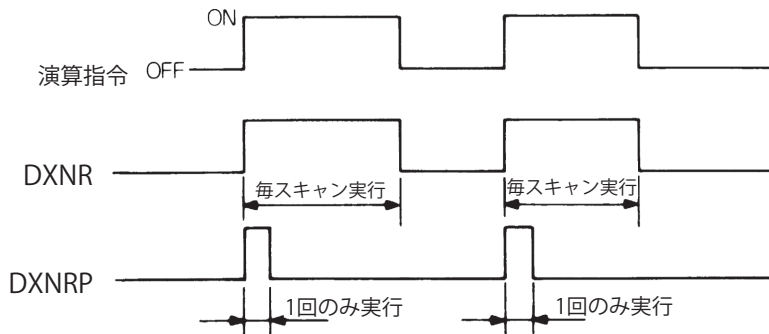 ON
演算指令 OFF
DXNR
毎スキャン実行 毎スキャン実行
DXNRP
1回のみ実行 1回のみ実行